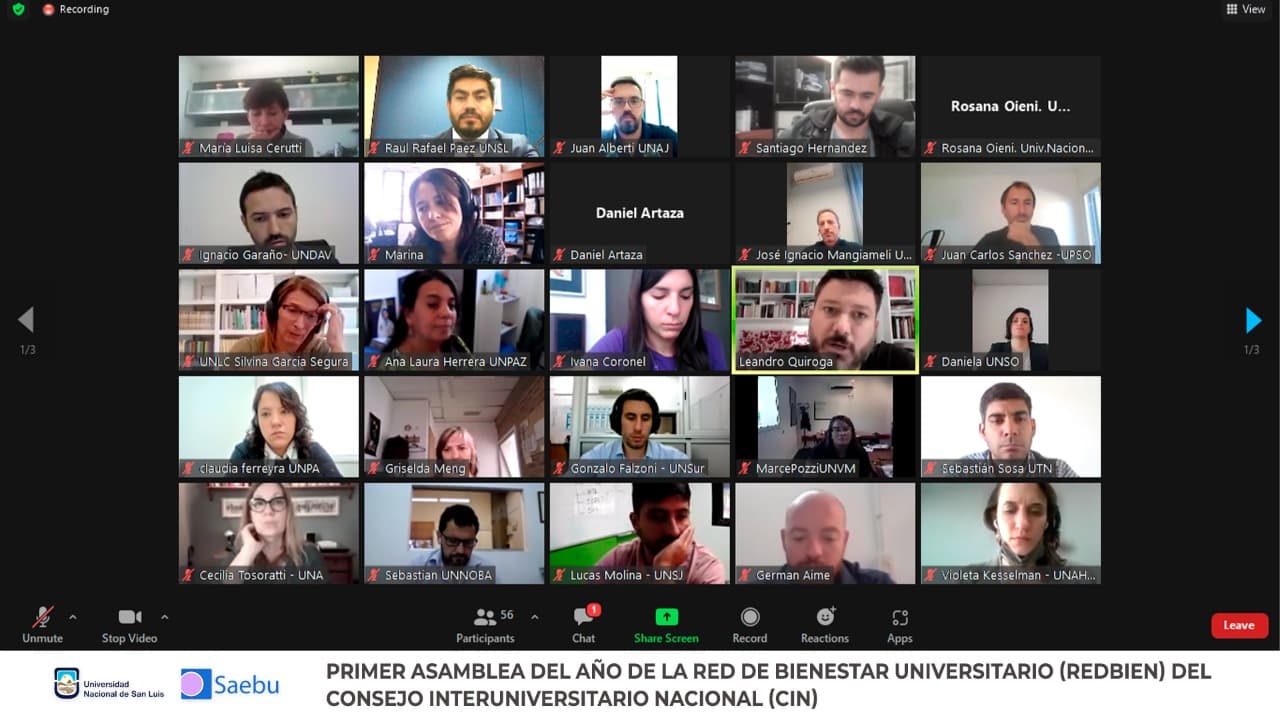 Recording
View
María Luisa Cerutti
Raul Rafael Paez UNSL
Juan Alberti UNAJ
Santiago Hernandez
Rosana Oieni. U...
Rosana Oieni. Univ.Nacion...
Ignacio Garaño- UNDAV
Marina
Daniel Artaza
Daniel Artaza
José Ignacio Mangiameli U...
Juan Carlos Sanchez -UPSO
UNLC Silvina Garcia Segura
Ana Laura Herrera UNPAZ
Ivana Coronel
Leandro Quiroga
Daniela UNSO
1/3
1/3
claudia ferreyra UNPA
Griselda Meng
Gonzalo Falzoni - UNSur
MarcePozziUNVM
Sebastián Sosa UTN
Cecilia Tosoratti - UNA
Sebastian UNNOBA
Lucas Molina - UNSJ
German Aime
Violeta Kesselman - UNAH...
Unmute
Stop Video
56
Participants
1
Chat
Share Screen
Record
Reactions
Apps
Leave
Universidad
Nacional de San Luis
Saebu
PRIMER ASAMBLEA DEL AÑO DE LA RED DE BIENESTAR UNIVERSITARIO (REDBIEN) DEL
CONSEJO INTERUNIVERSITARIO NACIONAL (CIN)